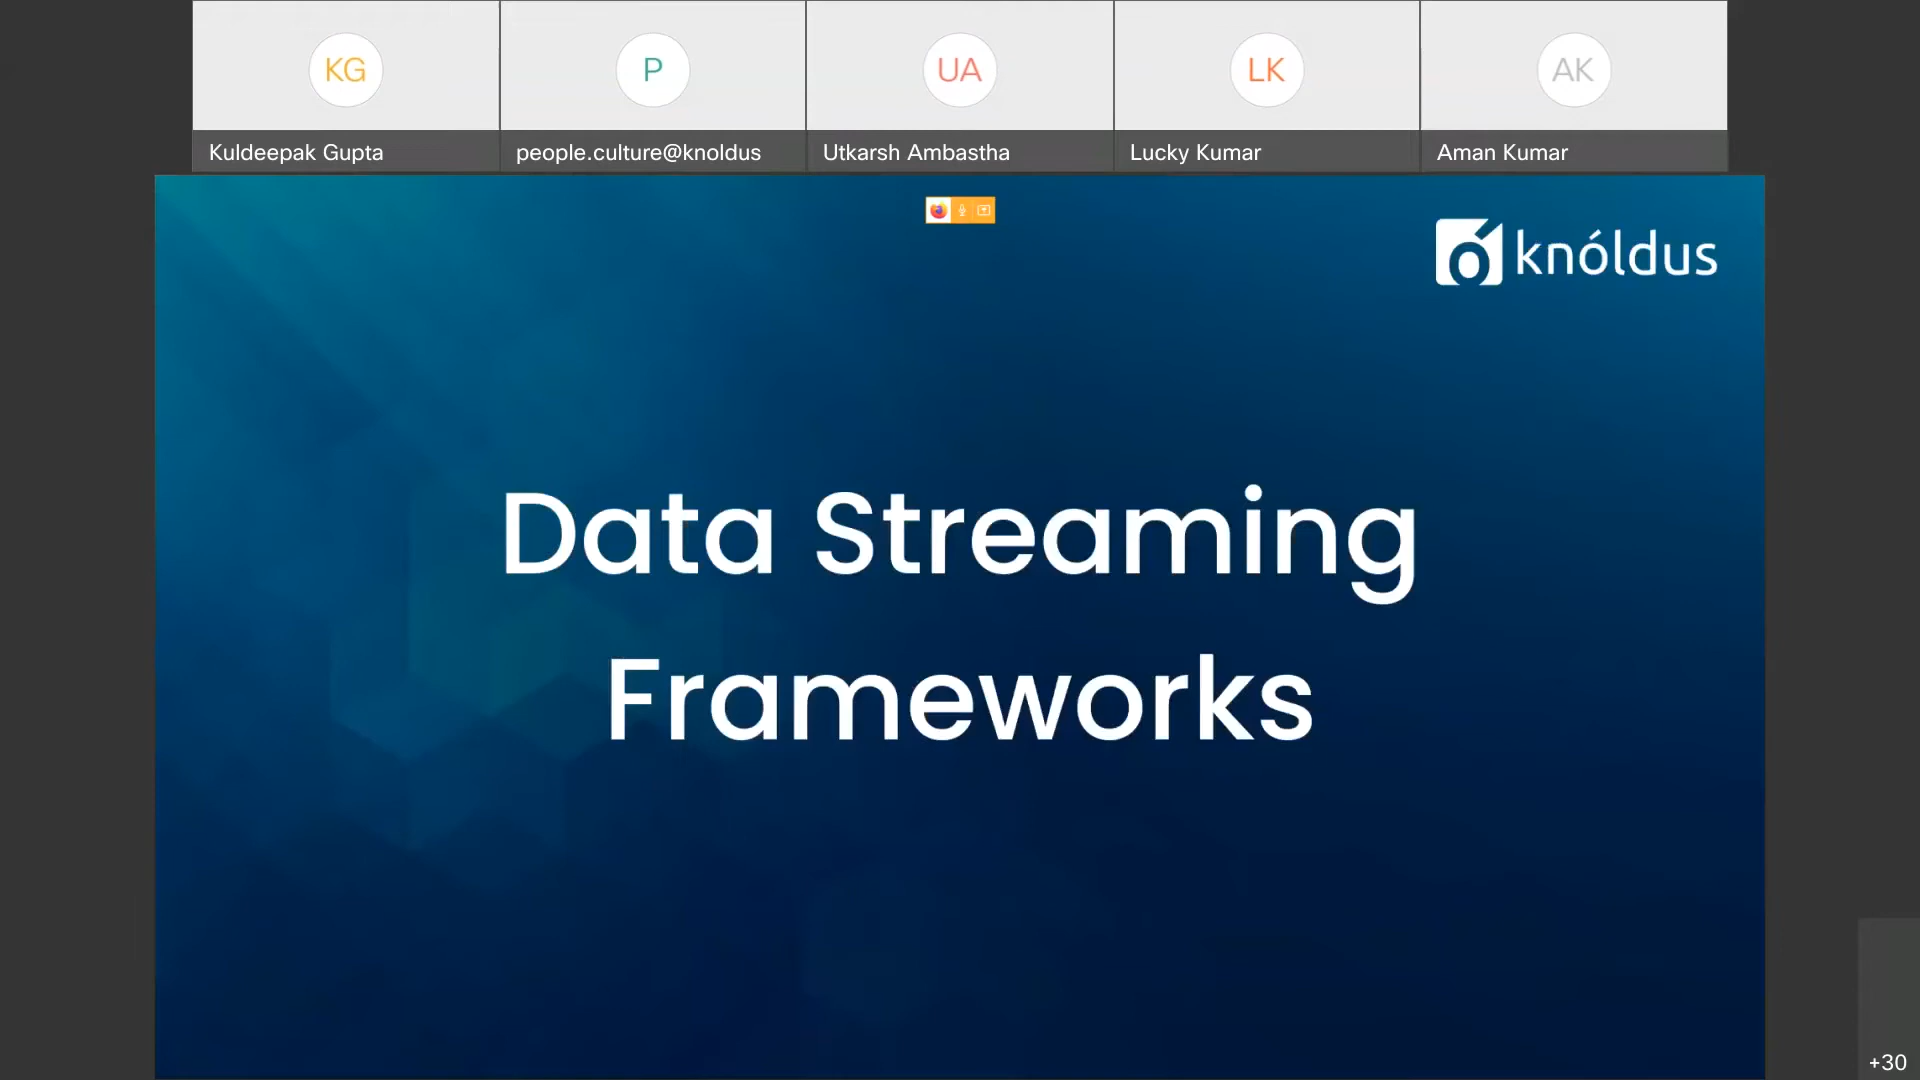 KG
P
UA
LK
AK
Kuldeepak Gupta
people.culture@knoldus
Utkarsh Ambastha
Lucky Kumar
Aman Kumar
knóldus
Data Streaming
Frameworks
+30